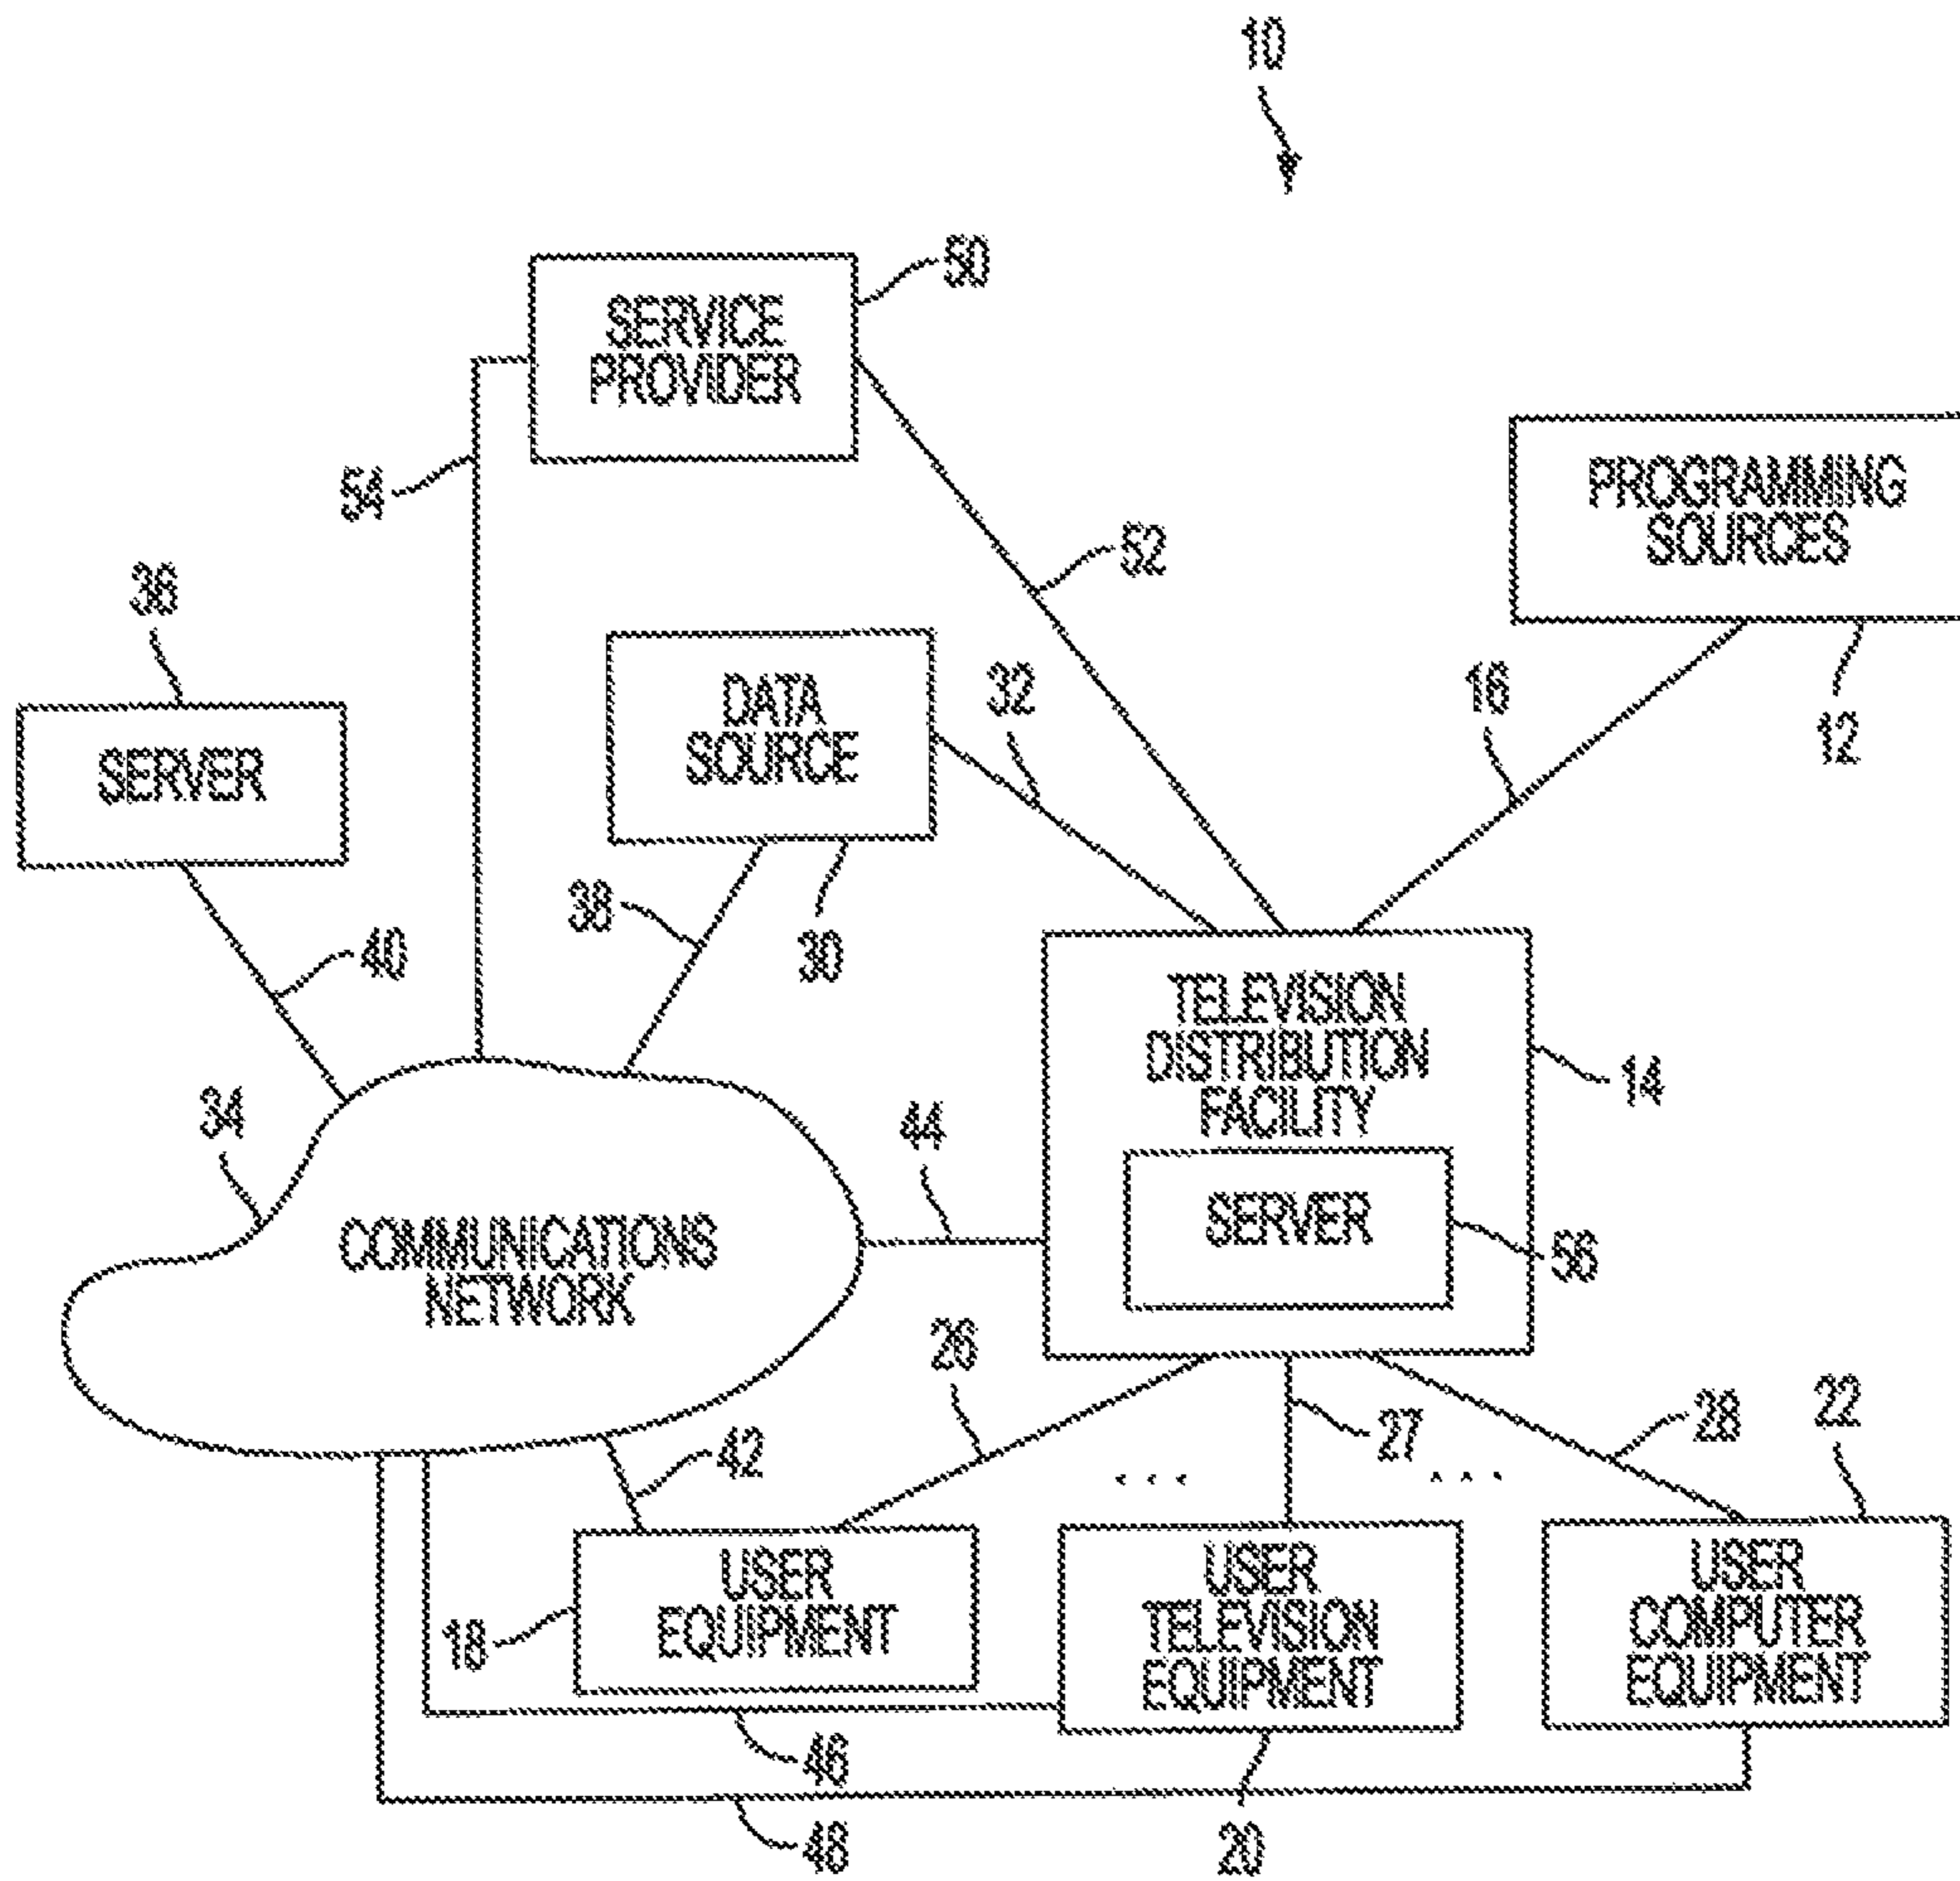 10
50
SERVICE
PROVIDER
54
52
PROGRAMMING
SOURCES
36
DATA
SOURCE
32
16
12
SERVER
38
30
40
TELEVISION
DISTRIBUTION
FACILITY
14
34
44
SERVER
56
COMMUNICATIONS
NETWORK
26
27
28
22
42
. . .
. . .
USER
EQUIPMENT
18
USER
TELEVISION
EQUIPMENT
USER
COMPUTER
EQUIPMENT
46
48
20